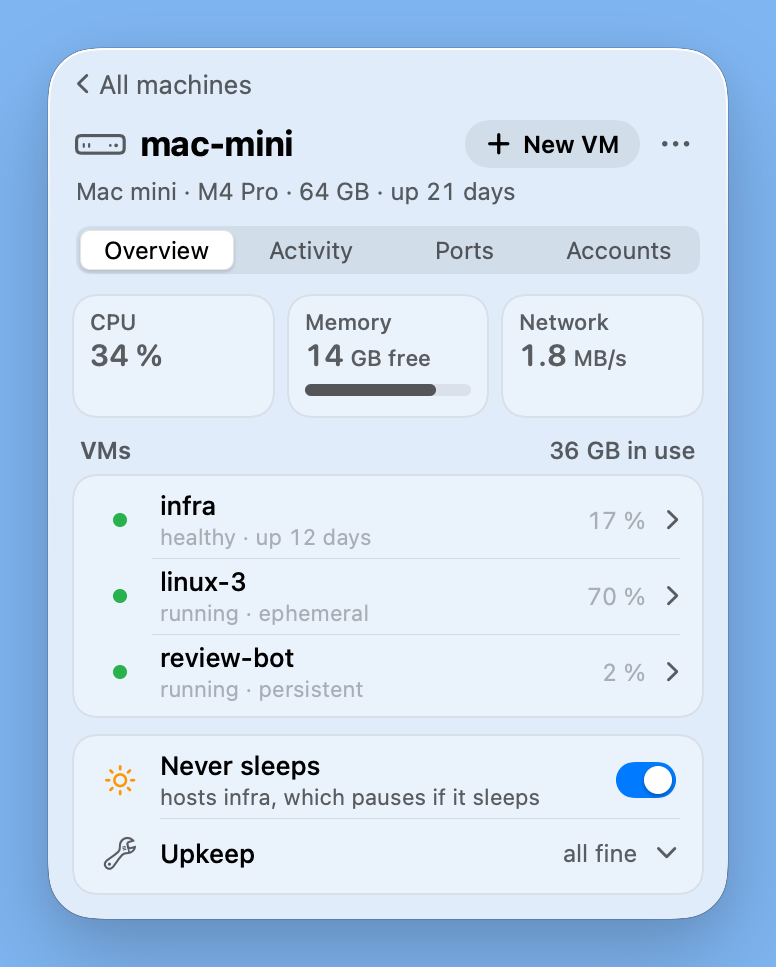 All machines
mac-mini
New VM
Mac mini · M4 Pro · 64 GB · up 21 days
Overview Activity Ports Accounts
CPU Memory Network
34 % 14 GB free 1.8 MB/s
VMs 36 GB in use
infra
healthy · up 12 days
17 %
linux-3
running · ephemeral
70 %
review-bot
running · persistent
2 %
Never sleeps
hosts infra, which pauses if it sleeps
Upkeep all fine